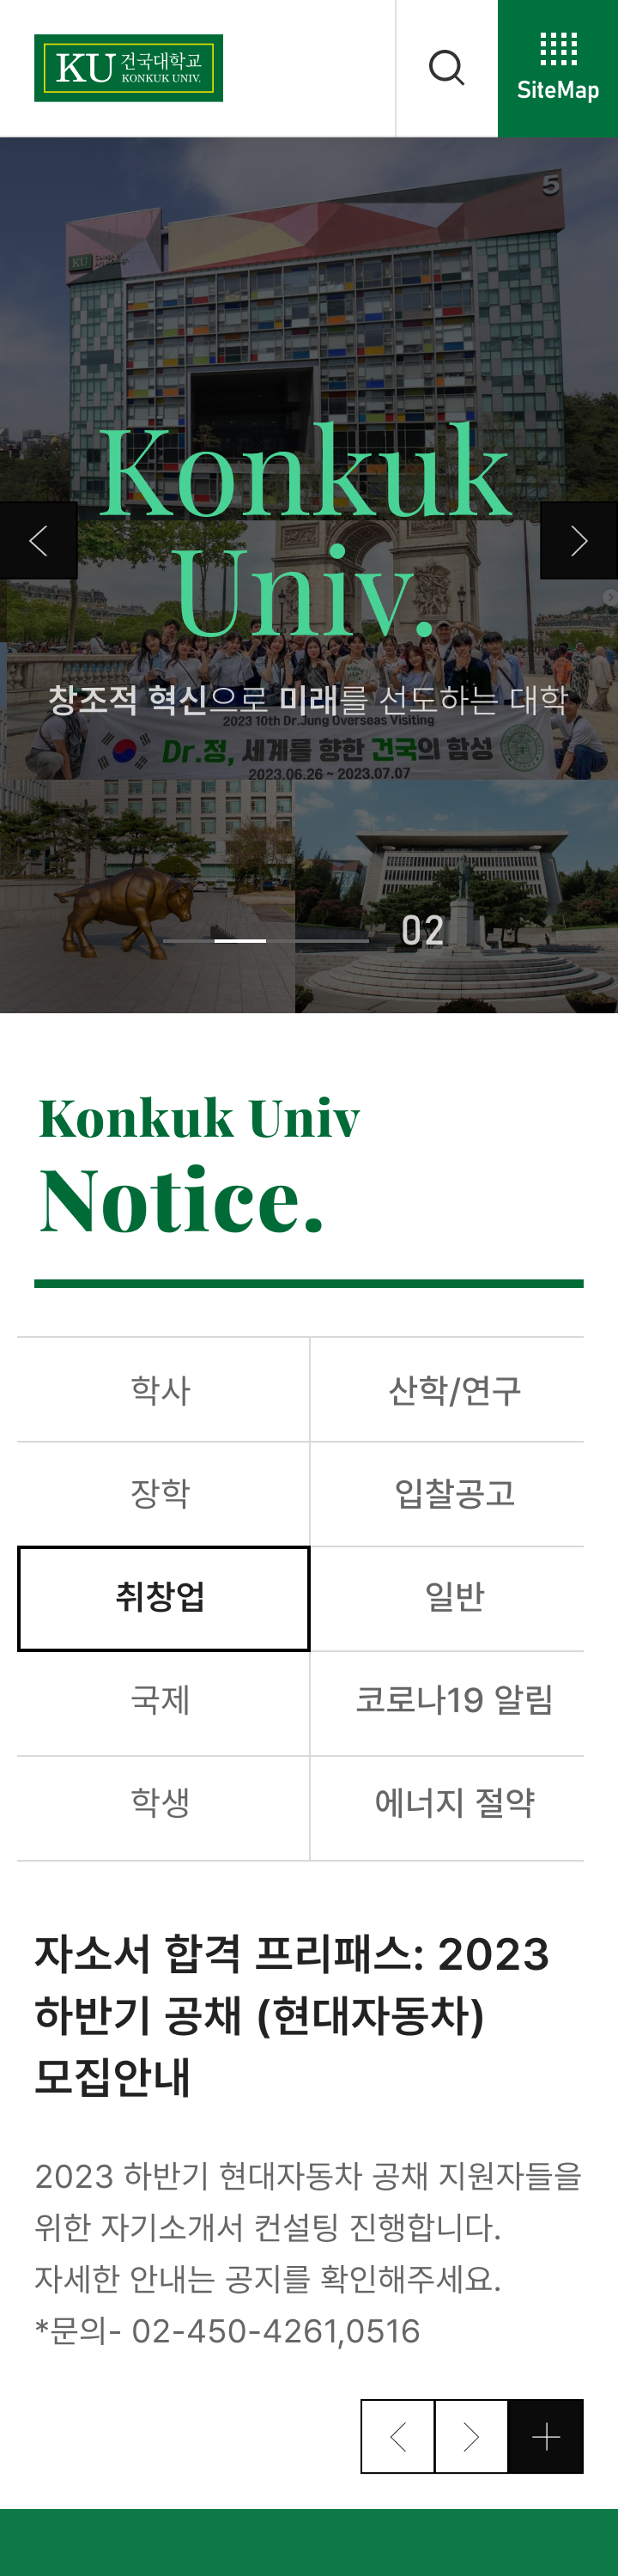 KU 건국대학교
KONKUK UNIV.
SiteMap
5
KU
Konkuk
Univ.
창조적 혁신으로 미래를 선도하는 대학
2023 10th Dr.Jung Overseas Visiting
Dr.정, 세계를 향한 건국의 함성
2023.06.26 ~ 2023.07.07
02
Konkuk Univ
Notice.
학사
산학/연구
장학
입찰공고
취창업
일반
국제
코로나19 알림
학생
에너지 절약
자소서 합격 프리패스: 2023
하반기 공채 (현대자동차)
모집안내
2023 하반기 현대자동차 공채 지원자들을
위한 자기소개서 컨설팅 진행합니다.
자세한 안내는 공지를 확인해주세요.
*문의- 02-450-4261,0516